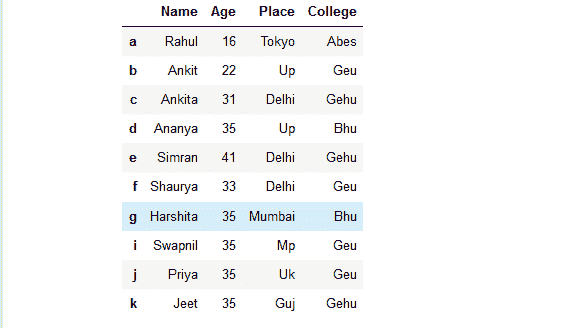 Name Age Place College
a Rahul 16 Tokyo Abes
b Ankit 22 Up Geu
c Ankita 31 Delhi Gehu
d Ananya 35 Up Bhu
e Simran 41 Delhi Gehu
f Shaurya 33 Delhi Geu
g Harshita 35 Mumbai Bhu
i Swapnil 35 Mp Geu
j Priya 35 Uk Geu
k Jeet 35 Guj Gehu